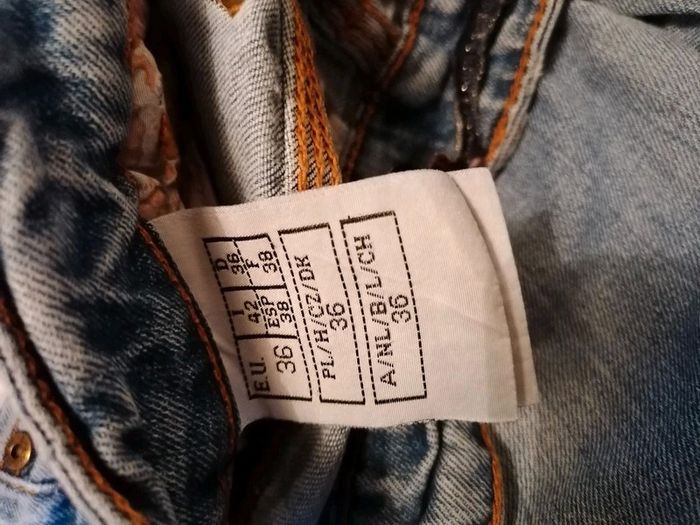 E.U. I D
36 42 36
ESP F
38 38
PL/H/CZ/DK
36
A/NL/B/L/CH
36